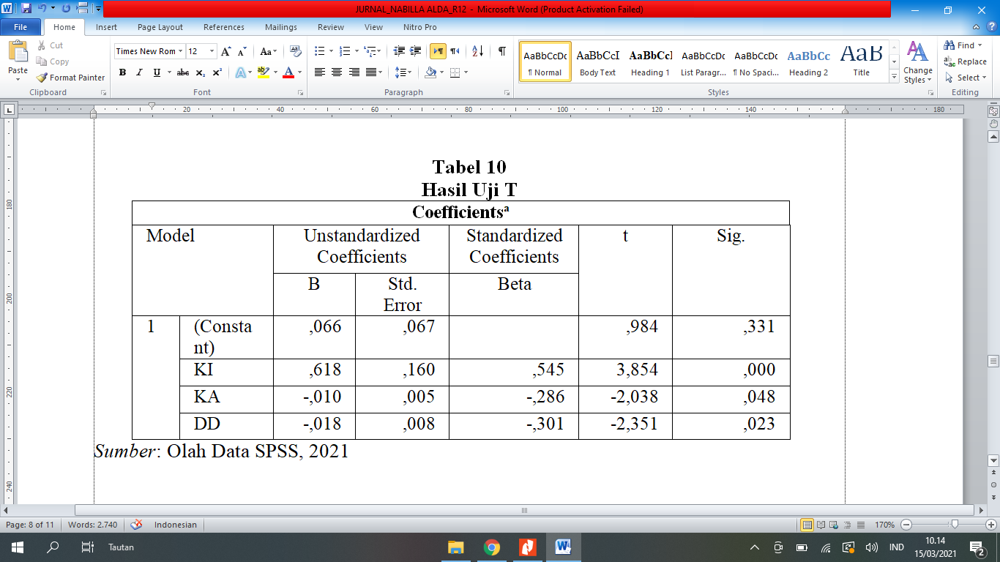 JURNAL_NABILLA ALDA_R12 - Microsoft Word (Product Activation Failed)
File Home Insert Page Layout References Mailings Review View Nitro Pro
Paste
Cut
Copy
Format Painter
Clipboard
Times New Rom 12
Font
Paragraph
AaBbCcDc AaBbCcI AaBbCcI AaBbCcDc AaBbCcDc AaBbCc AaB
¶ Normal Body Text Heading 1 List Paragr... ¶ No Spaci... Heading 2 Title
Styles
Change Styles
Find
Replace
Select
Editing
20 40 60 80 100 120 140 180
180
200
220
240
Tabel 10
Hasil Uji T
Coefficientsᵃ
Model Unstandardized Coefficients Standardized Coefficients t Sig.
B Std. Error Beta
1 (Constant) ,066 ,067 ,984 ,331
KI ,618 ,160 ,545 3,854 ,000
KA -,010 ,005 -,286 -2,038 ,048
DD -,018 ,008 -,301 -2,351 ,023
Sumber: Olah Data SPSS, 2021
Page: 8 of 11 Words: 2.740 Indonesian 170%
Tautan IND 10.14
15/03/2021
2